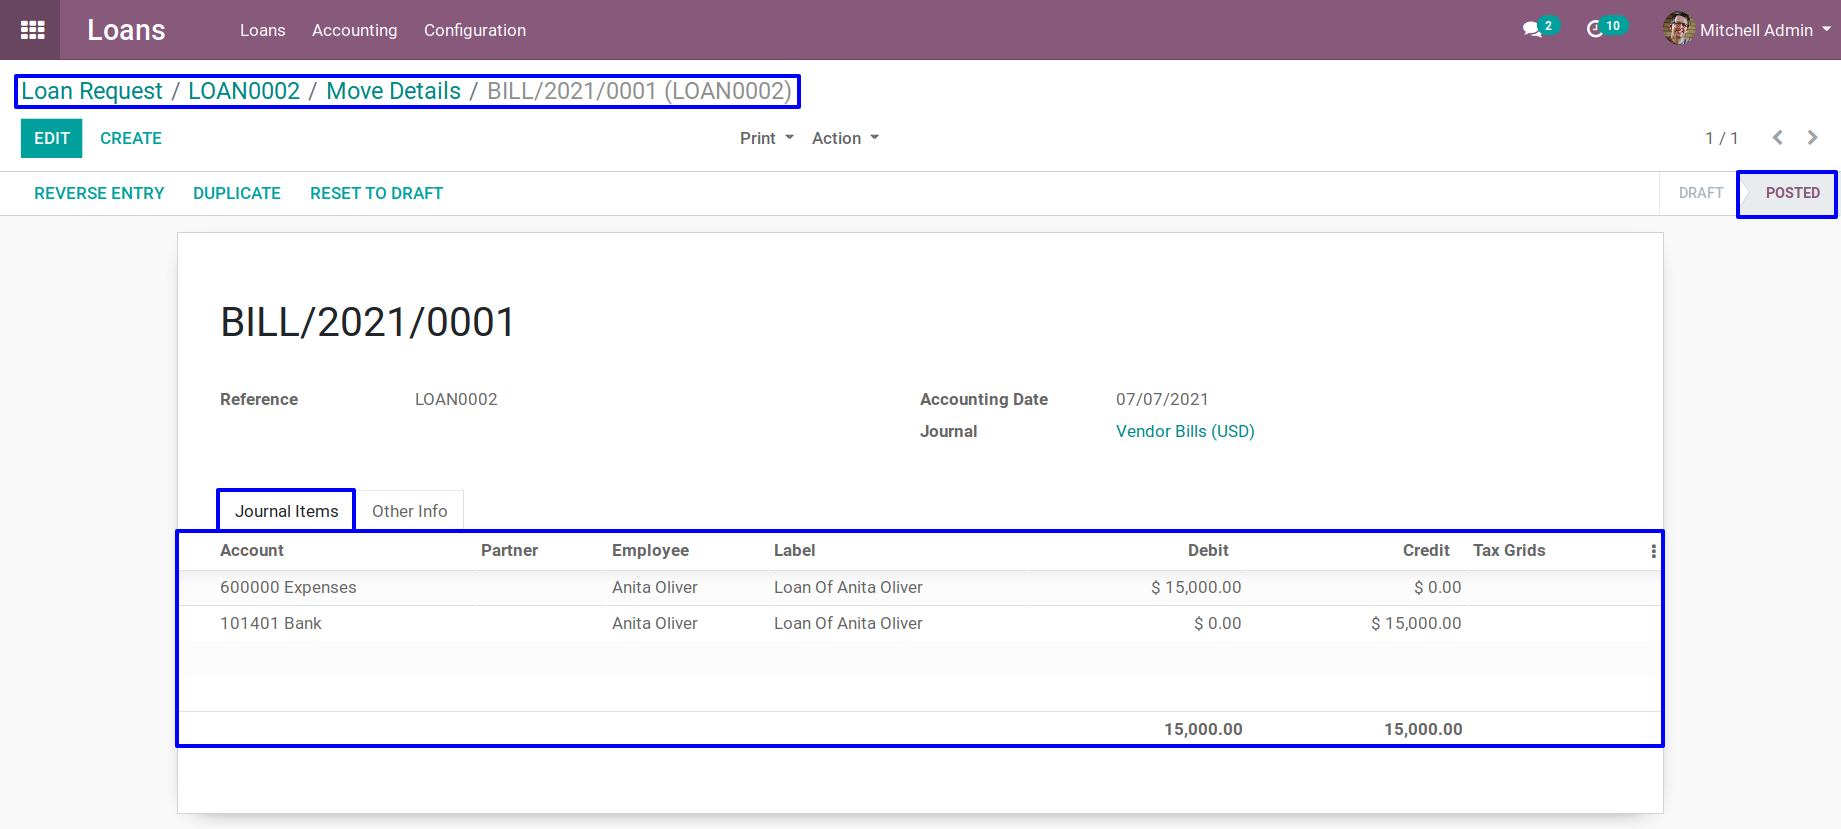 Loans Loans Accounting Configuration 2 10 Mitchell Admin
Loan Request / LOAN0002 / Move Details / BILL/2021/0001 (LOAN0002)
EDIT CREATE Print Action 1 / 1
REVERSE ENTRY DUPLICATE RESET TO DRAFT DRAFT POSTED
BILL/2021/0001
Reference LOAN0002 Accounting Date 07/07/2021
Journal Vendor Bills (USD)
Journal Items Other Info
Account Partner Employee Label Debit Credit Tax Grids
600000 Expenses Anita Oliver Loan Of Anita Oliver $ 15,000.00 $ 0.00
101401 Bank Anita Oliver Loan Of Anita Oliver $ 0.00 $ 15,000.00
15,000.00 15,000.00